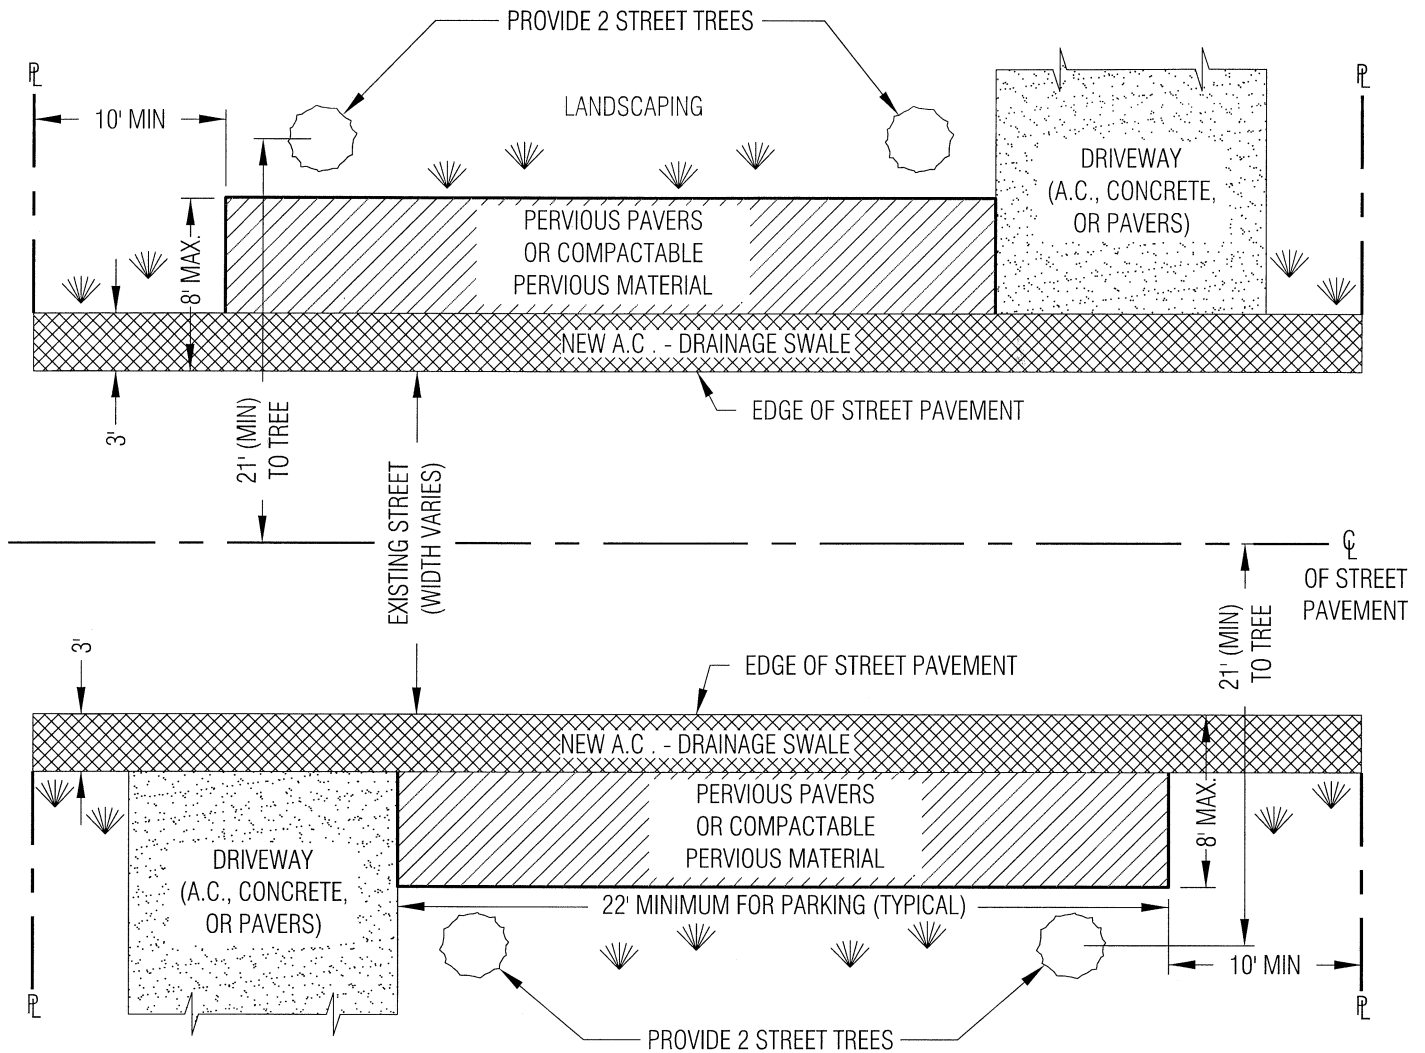 PROVIDE 2 STREET TREES
PL
PL
10' MIN
LANDSCAPING
DRIVEWAY
(A.C., CONCRETE,
OR PAVERS)
PERVIOUS PAVERS
OR COMPACTABLE
PERVIOUS MATERIAL
8' MAX.
NEW A.C . - DRAINAGE SWALE
3'
21' (MIN)
TO TREE
EDGE OF STREET PAVEMENT
EXISTING STREET
(WIDTH VARIES)
CL
OF STREET
PAVEMENT
21' (MIN)
TO TREE
3'
EDGE OF STREET PAVEMENT
NEW A.C . - DRAINAGE SWALE
PERVIOUS PAVERS
OR COMPACTABLE
PERVIOUS MATERIAL
8' MAX.
DRIVEWAY
(A.C., CONCRETE,
OR PAVERS)
22' MINIMUM FOR PARKING (TYPICAL)
10' MIN
PL
PL
PROVIDE 2 STREET TREES